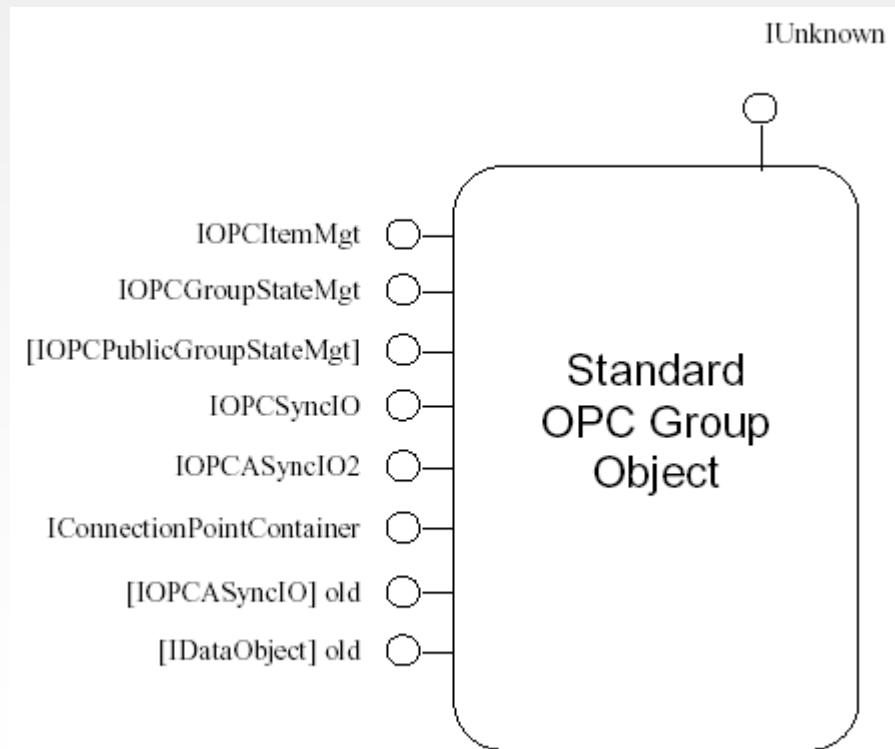 IUnknown
IOPCItemMgt
IOPCGroupStateMgt
[IOPCPublicGroupStateMgt]
IOPCSyncIO
IOPCASyncIO2
IConnectionPointContainer
[IOPCASyncIO] old
[IDataObject] old
Standard
OPC Group
Object